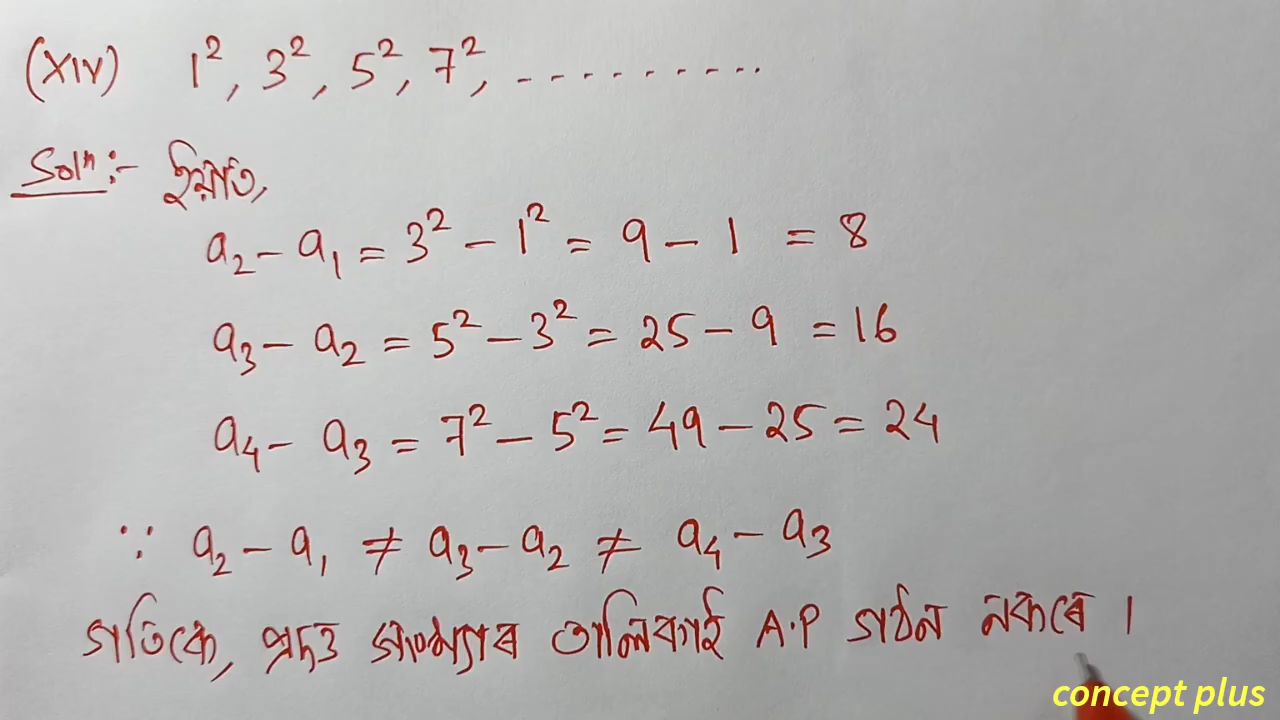 (XIV) 1², 3², 5², 7², ..........
Solⁿ:- ইয়াত,
a₂ - a₁ = 3² - 1² = 9 - 1 = 8
a₃ - a₂ = 5² - 3² = 25 - 9 = 16
a₄ - a₃ = 7² - 5² = 49 - 25 = 24
∵ a₂ - a₁ ≠ a₃ - a₂ ≠ a₄ - a₃
গতিকে, প্রদত্ত সংখ্যাৰ তালিকাই A.P গঠন নকৰে ।
concept plus